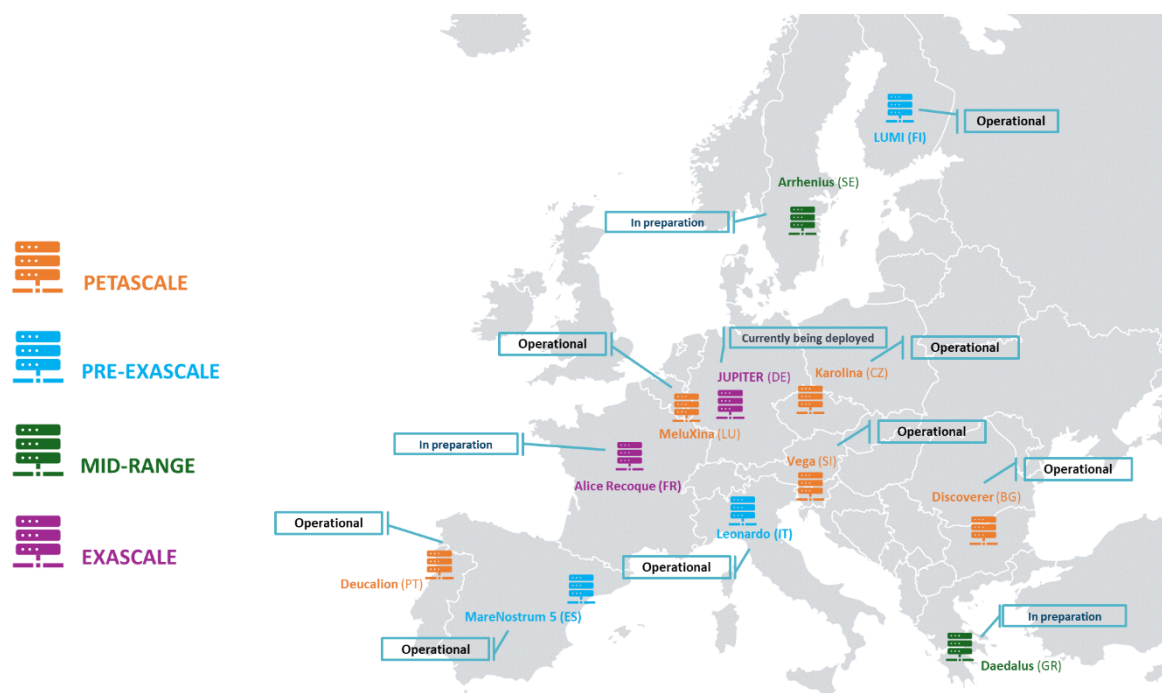 LUMI (FI)
Operational
Arrhenius (SE)
In preparation
PETASCALE
PRE-EXASCALE
MID-RANGE
EXASCALE
Operational
Currently being deployed
Operational
JUPITER (DE)
Karolina (CZ)
MeluXina (LU)
In preparation
Operational
Alice Recoque (FR)
Vega (SI)
Operational
Discoverer (BG)
Operational
Leonardo (IT)
Deucalion (PT)
Operational
MareNostrum 5 (ES)
Operational
In preparation
Daedalus (GR)